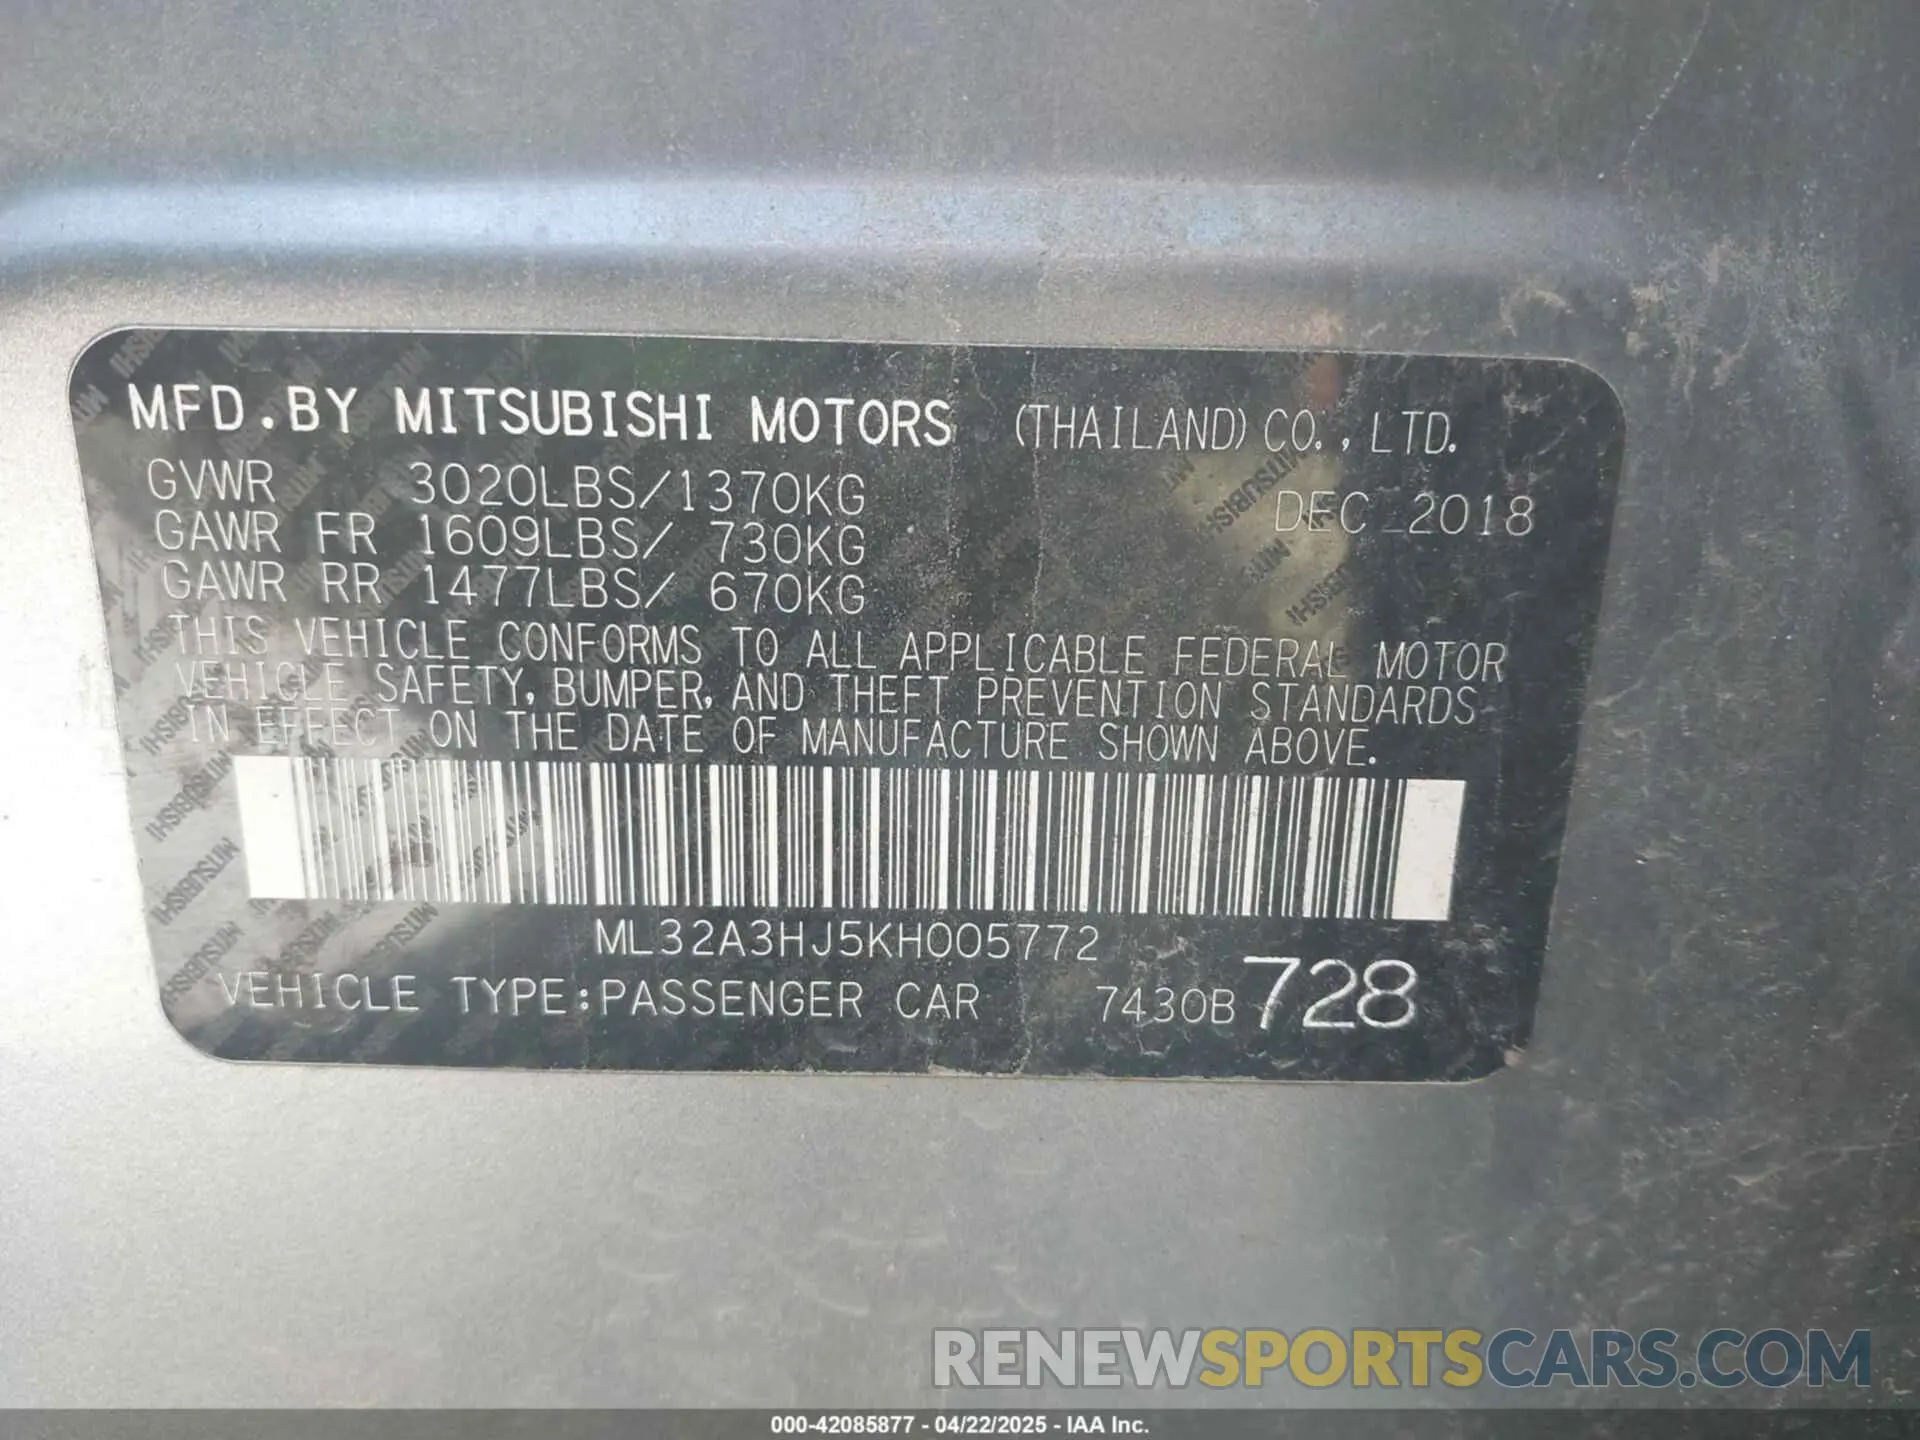 MFD.BY MITSUBISHI MOTORS (THAILAND) CO., LTD.
GVWR 3020LBS/1370KG DEC 2018
GAWR FR 1609LBS/ 730KG
GAWR RR 1477LBS/ 670KG
THIS VEHICLE CONFORMS TO ALL APPLICABLE FEDERAL MOTOR
VEHICLE SAFETY, BUMPER, AND THEFT PREVENTION STANDARDS
IN EFFECT ON THE DATE OF MANUFACTURE SHOWN ABOVE.
ML32A3HJ5KH005772
VEHICLE TYPE:PASSENGER CAR 7430B 728
RENEWSPORTSCARS.COM
000-42085877 - 04/22/2025 - IAA Inc.